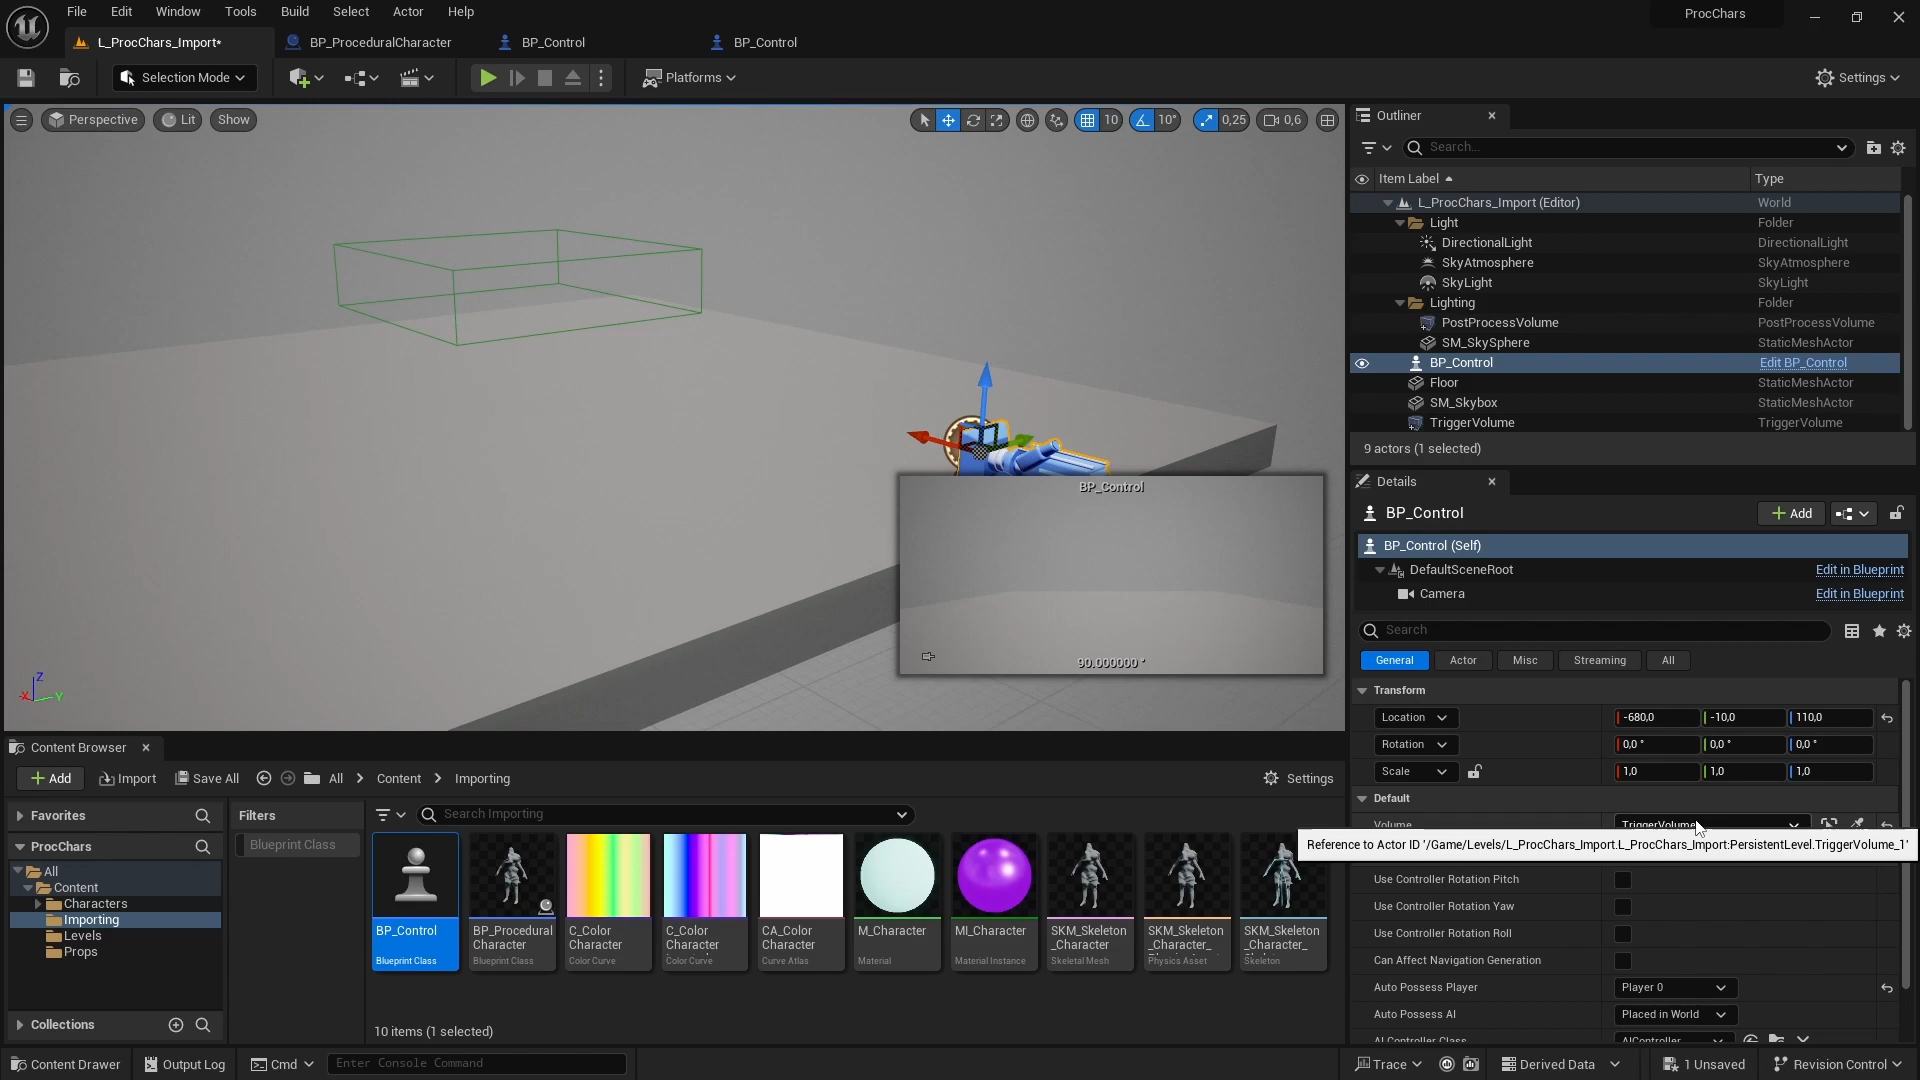 File Edit Window Tools Build Select Actor Help
ProcChars
L_ProcChars_Import*
BP_ProceduralCharacter
BP_Control
BP_Control
Selection Mode
Platforms
Settings
Perspective
Lit
Show
10
10°
0,25
0,6
BP_Control
90.000000 °
Z
X
Y
Outliner
Search...
Item Label
Type
L_ProcChars_Import (Editor) World
Light Folder
DirectionalLight DirectionalLight
SkyAtmosphere SkyAtmosphere
SkyLight SkyLight
Lighting Folder
PostProcessVolume PostProcessVolume
SM_SkySphere StaticMeshActor
BP_Control Edit BP_Control
Floor StaticMeshActor
SM_Skybox StaticMeshActor
TriggerVolume TriggerVolume
9 actors (1 selected)
Details
BP_Control
Add
BP_Control (Self)
DefaultSceneRoot Edit in Blueprint
Camera Edit in Blueprint
Search
General Actor Misc Streaming All
Transform
Location -680,0 -10,0 110,0
Rotation 0,0 ° 0,0 ° 0,0 °
Scale 1,0 1,0 1,0
Default
Volume TriggerVolume
Reference to Actor ID '/Game/Levels/L_ProcChars_Import.L_ProcChars_Import:PersistentLevel.TriggerVolume_1'
Use Controller Rotation Pitch
Use Controller Rotation Yaw
Use Controller Rotation Roll
Can Affect Navigation Generation
Auto Possess Player Player 0
Auto Possess AI Placed in World
AI Controller Class AIController
Content Browser
Add Import Save All All Content Importing Settings
Favorites
ProcChars
All
Content
Characters
Importing
Levels
Props
Collections
Filters
Blueprint Class
Search Importing
BP_Control
Blueprint Class
BP_Procedural
Character
Blueprint Class
C_Color
Character
Color Curve
C_Color
Character
Color Curve
CA_Color
Character
Curve Atlas
M_Character
Material
MI_Character
Material Instance
SKM_Skeleton
_Character
Skeletal Mesh
SKM_Skeleton
_Character_
Physics Asset
SKM_Skeleton
_Character_
Skeleton
10 items (1 selected)
Content Drawer
Output Log
Cmd
Enter Console Command
Trace
Derived Data
1 Unsaved
Revision Control